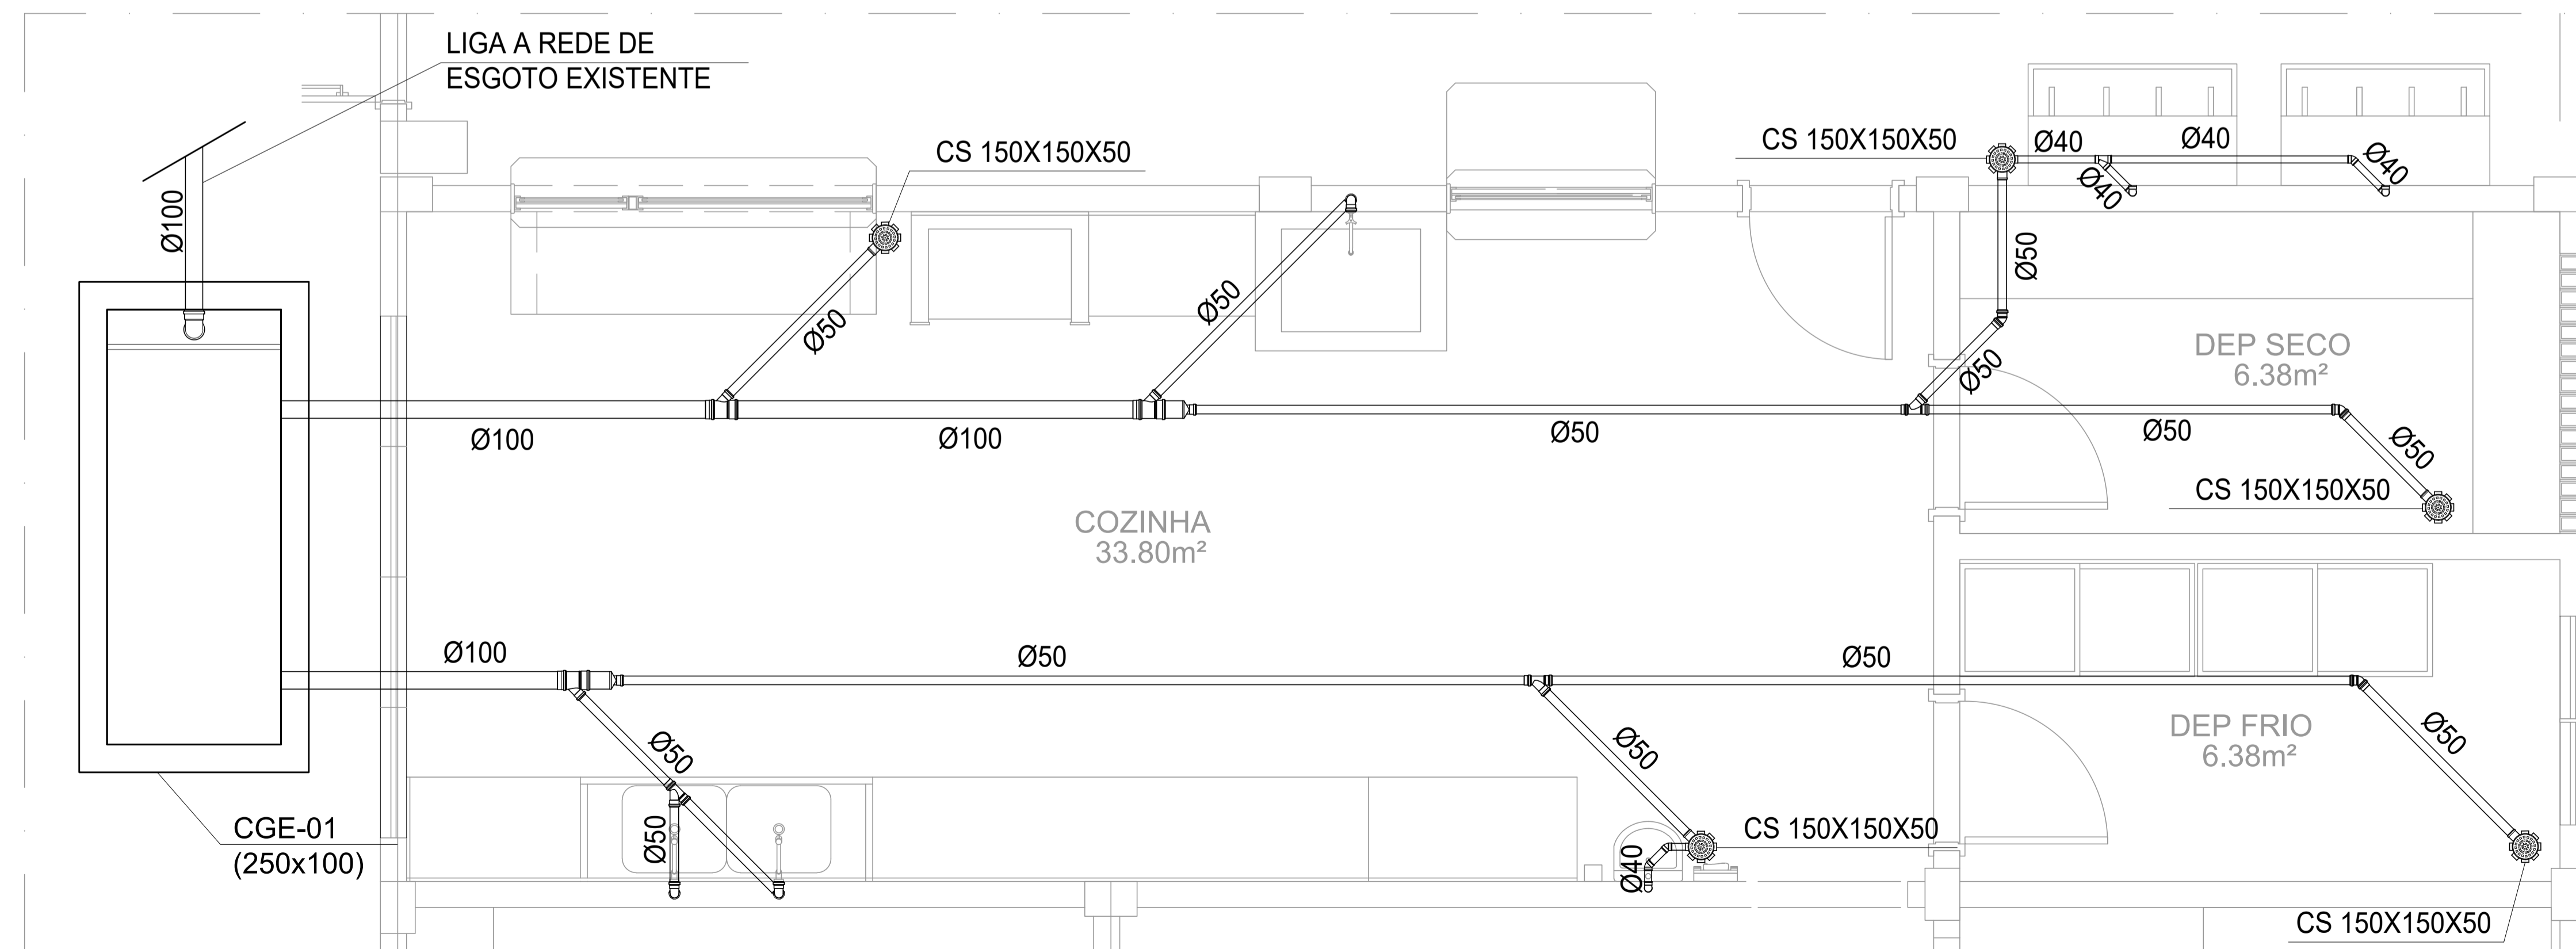 LIGA A REDE DE
ESGOTO EXISTENTE
Ø100
CS 150X150X50
CS 150X150X50
Ø40
Ø40
Ø40
Ø40
Ø50
Ø50
Ø50
Ø50
DEP SECO
6.38m²
Ø100
Ø100
Ø50
Ø50
Ø50
CS 150X150X50
COZINHA
33.80m²
Ø100
Ø50
Ø50
Ø50
Ø50
Ø50
DEP FRIO
6.38m²
CGE-01
(250x100)
Ø50
Ø40
CS 150X150X50
CS 150X150X50